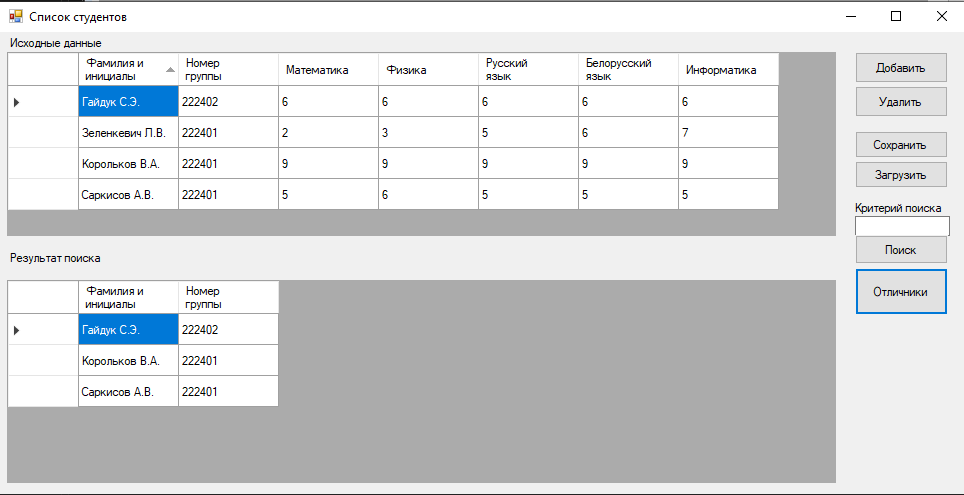 Список студентов
Исходные данные
Фамилия и инициалы Номер группы Математика Физика Русский язык Белорусский язык Информатика
Гайдук С.Э. 222402 6 6 6 6 6
Зеленкевич Л.В. 222401 2 3 5 6 7
Корольков В.А. 222401 9 9 9 9 9
Саркисов А.В. 222401 5 6 5 5 5
Добавить
Удалить
Сохранить
Загрузить
Критерий поиска
Поиск
Отличники
Результат поиска
Фамилия и инициалы Номер группы
Гайдук С.Э. 222402
Корольков В.А. 222401
Саркисов А.В. 222401